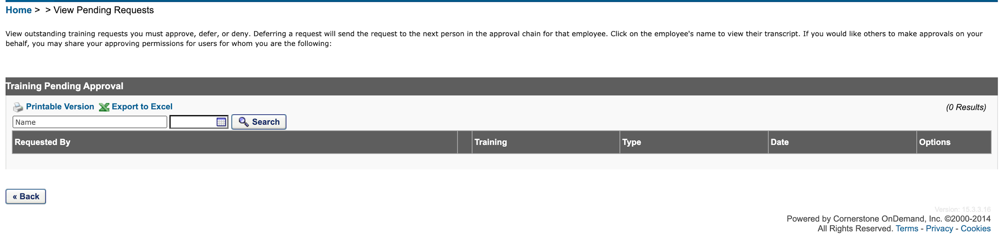 Home > > View Pending Requests
View outstanding training requests you must approve, defer, or deny. Deferring a request will send the request to the next person in the approval chain for that employee. Click on the employee's name to view their transcript. If you would like others to make approvals on your
behalf, you may share your approving permissions for users for whom you are the following:
Training Pending Approval
Printable Version Export to Excel (0 Results)
Name Search
Requested By Training Type Date Options
« Back
Version: 15.3.3.16
Powered by Cornerstone OnDemand, Inc. ©2000-2014
All Rights Reserved. Terms - Privacy - Cookies